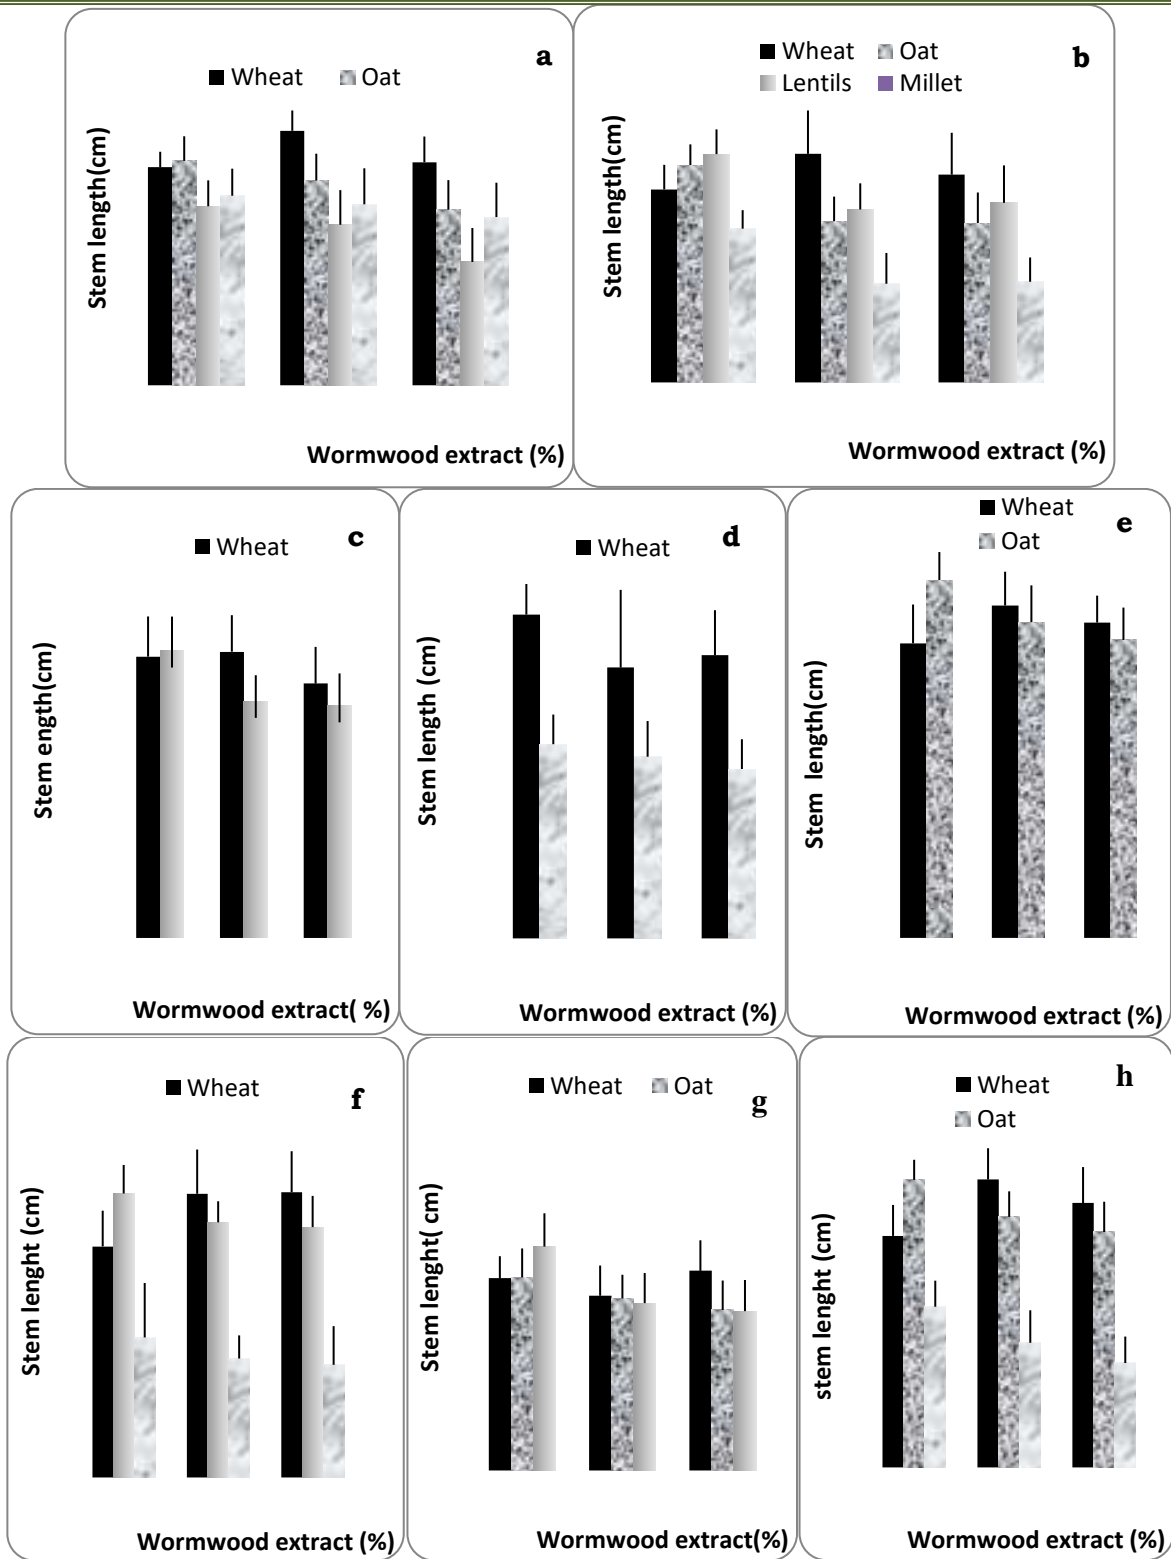 a
Wheat Oat
Stem length(cm)
Wormwood extract (%)
b
Wheat Oat
Lentils Millet
Stem length(cm)
Wormwood extract (%)
c
Wheat
Stem ength(cm)
Wormwood extract( %)
d
Wheat
Stem length (cm)
Wormwood extract (%)
e
Wheat
Oat
Stem length(cm)
Wormwood extract (%)
f
Wheat
Stem lenght (cm)
Wormwood extract (%)
g
Wheat Oat
Stem lenght( cm)
Wormwood extract(%)
h
Wheat
Oat
stem lenght (cm)
Wormwood extract (%)